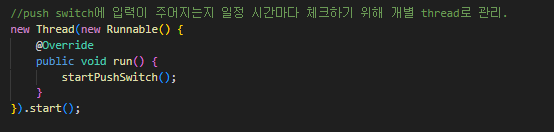 //push switch에 입력이 주어지는지 일정 시간마다 체크하기 위해 개별 thread로 관리.
new Thread(new Runnable() {
    @Override
    public void run() {
        startPushSwitch();
    }
}).start();